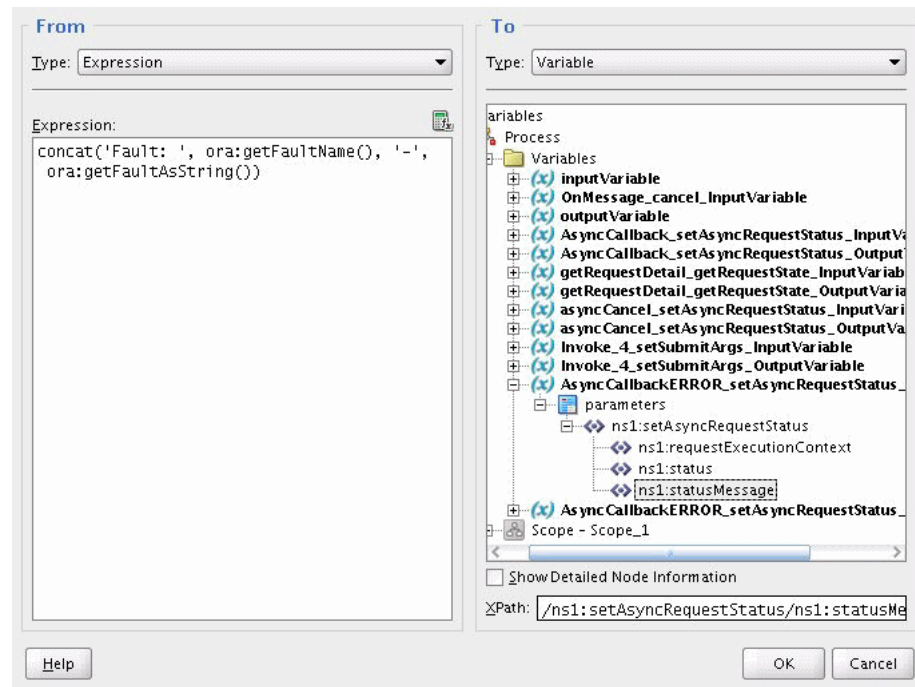 From
Type: Expression
Expression:
concat('Fault: ', ora:getFaultName(), '-',
ora:getFaultAsString())
To
Type: Variable
ariables
Process
Variables
(x) inputVariable
(x) OnMessage_cancel_InputVariable
(x) outputVariable
(x) AsyncCallback_setAsyncRequestStatus_InputVa
(x) AsyncCallback_setAsyncRequestStatus_Output
(x) getRequestDetail_getRequestState_InputVariab
(x) getRequestDetail_getRequestState_OutputVaria
(x) asyncCancel_setAsyncRequestStatus_InputVari
(x) asyncCancel_setAsyncRequestStatus_OutputVa
(x) Invoke_4_setSubmitArgs_InputVariable
(x) Invoke_4_setSubmitArgs_OutputVariable
(x) AsyncCallbackERROR_setAsyncRequestStatus_
parameters
ns1:setAsyncRequestStatus
ns1:requestExecutionContext
ns1:status
ns1:statusMessage
(x) AsyncCallbackERROR_setAsyncRequestStatus_
Scope - Scope_1
Show Detailed Node Information
XPath: /ns1:setAsyncRequestStatus/ns1:statusMe
Help
OK
Cancel